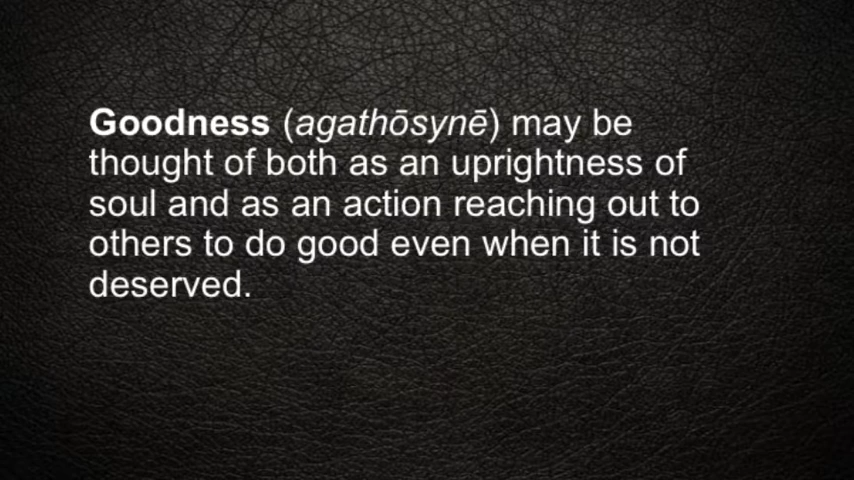 Goodness (agathōsynē) may be
thought of both as an uprightness of
soul and as an action reaching out to
others to do good even when it is not
deserved.